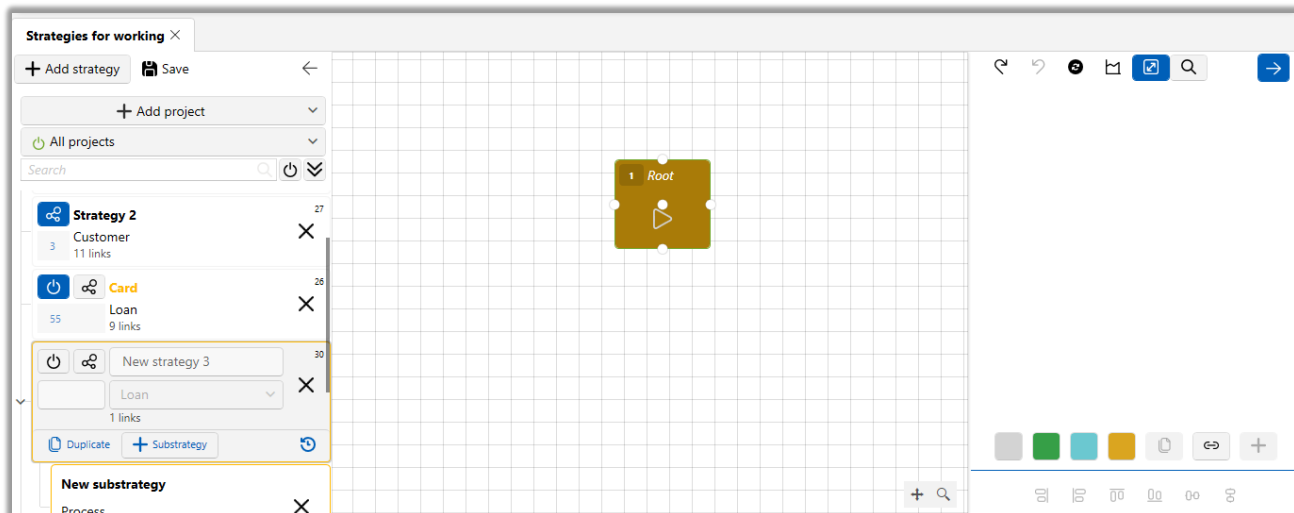 Strategies for working
Add strategy
Save
Add project
All projects
Search
Strategy 2
27
3
Customer
11 links
Card
26
55
Loan
9 links
New strategy 3
30
Loan
1 links
Duplicate
Substrategy
New substrategy
Process
1 Root